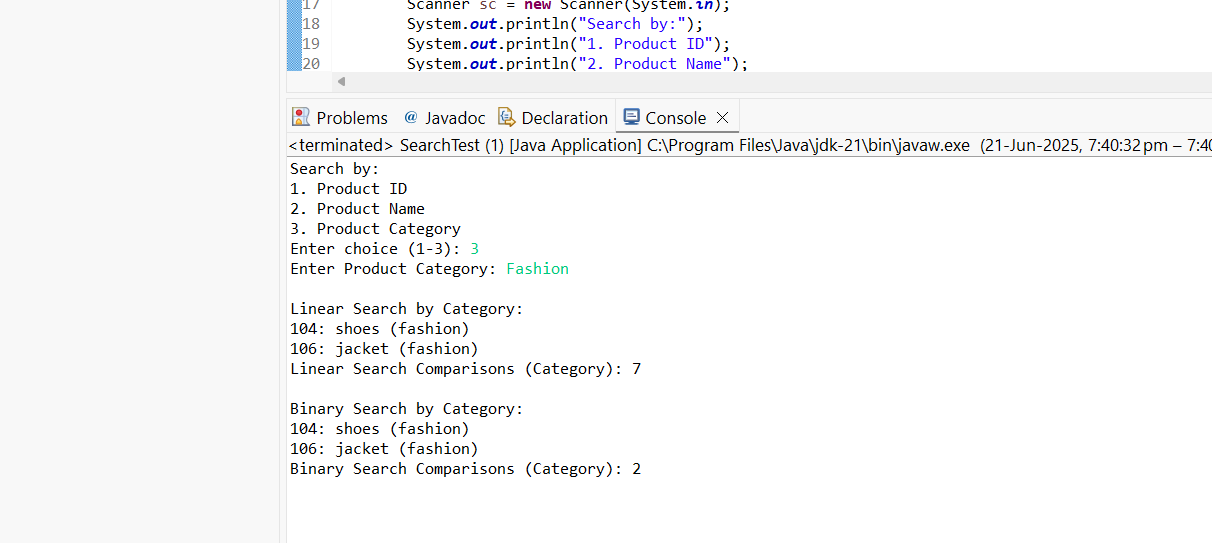 17 Scanner sc = new Scanner(System.in);
18 System.out.println("Search by:");
19 System.out.println("1. Product ID");
20 System.out.println("2. Product Name");
Problems @ Javadoc Declaration Console
<terminated> SearchTest (1) [Java Application] C:\Program Files\Java\jdk-21\bin\javaw.exe (21-Jun-2025, 7:40:32 pm – 7:40
Search by:
1. Product ID
2. Product Name
3. Product Category
Enter choice (1-3): 3
Enter Product Category: Fashion
Linear Search by Category:
104: shoes (fashion)
106: jacket (fashion)
Linear Search Comparisons (Category): 7
Binary Search by Category:
104: shoes (fashion)
106: jacket (fashion)
Binary Search Comparisons (Category): 2